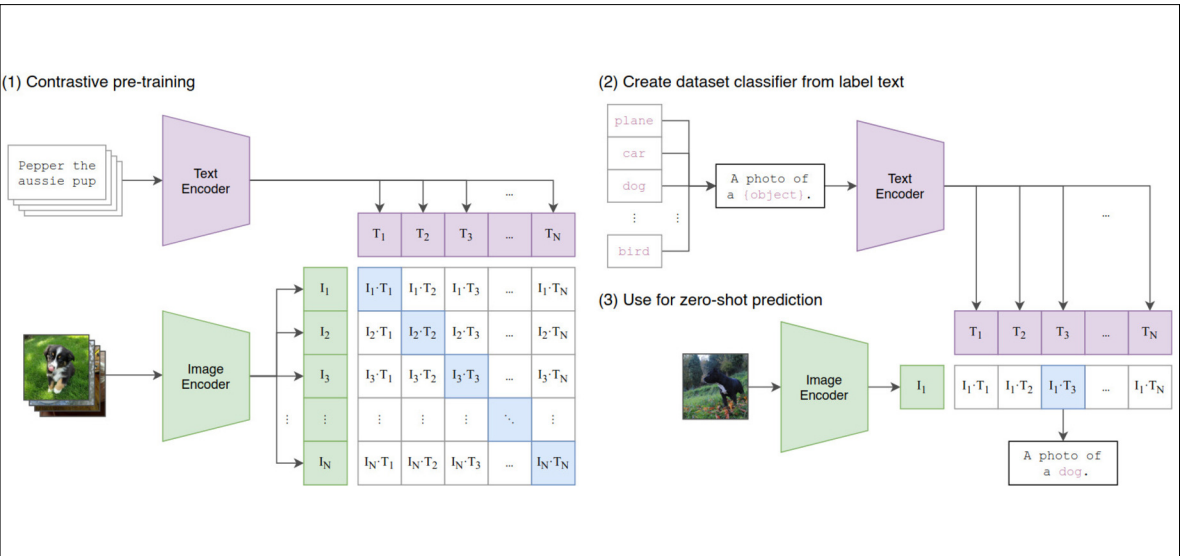 (1) Contrastive pre-training
Pepper the
aussie pup
Text
Encoder
...
T1 T2 T3 ... TN
I1 I1·T1 I1·T2 I1·T3 ... I1·TN
I2 I2·T1 I2·T2 I2·T3 ... I2·TN
Image
Encoder
I3 I3·T1 I3·T2 I3·T3 ... I3·TN
⋮ ⋮ ⋮ ⋮ ⋮ ⋱ ⋮
IN IN·T1 IN·T2 IN·T3 ... IN·TN
(2) Create dataset classifier from label text
plane
car
dog
⋮ ⋮
bird
A photo of
a {object}.
Text
Encoder
...
(3) Use for zero-shot prediction
T1 T2 T3 ... TN
Image
Encoder
I1 I1·T1 I1·T2 I1·T3 ... I1·TN
A photo of
a dog.